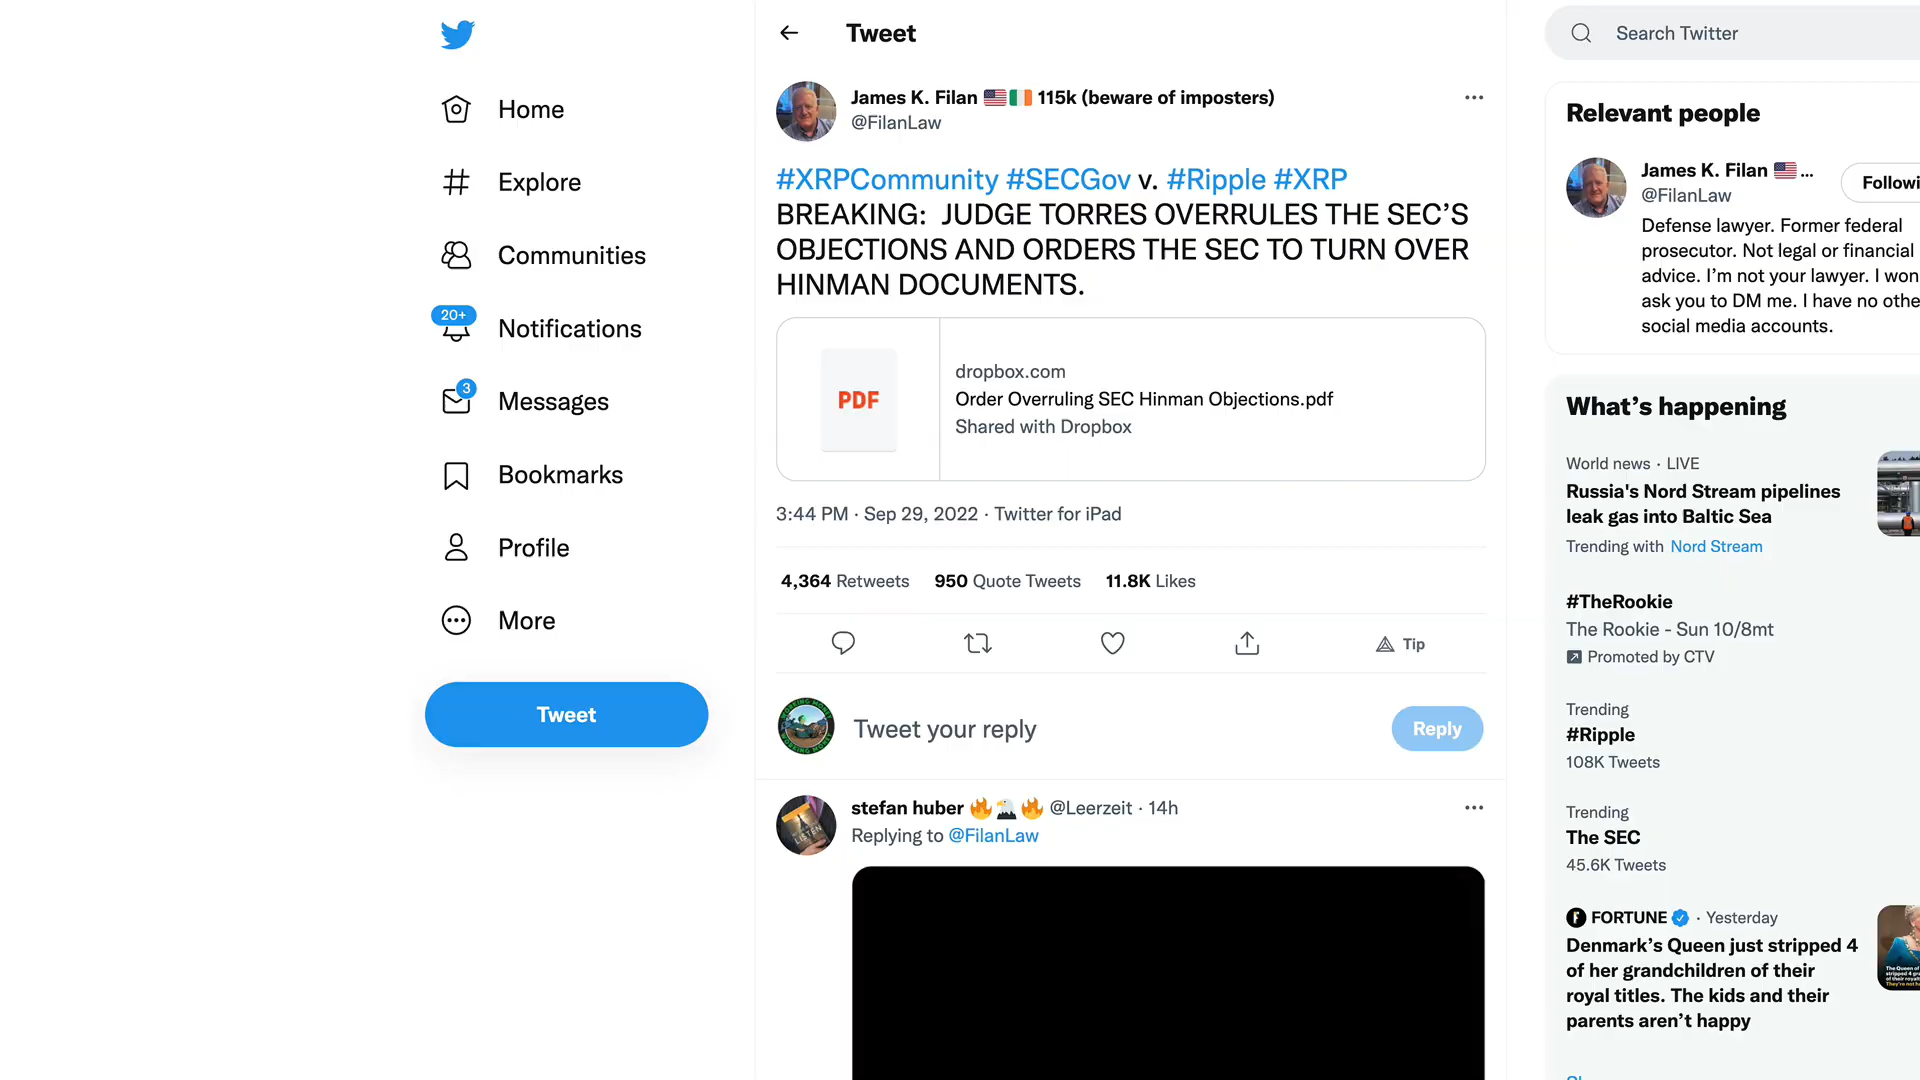 Home
Explore
Communities
20+
Notifications
3
Messages
Bookmarks
Profile
More
Tweet
Tweet
James K. Filan 🇺🇸🇮🇪 115k (beware of imposters)
@FilanLaw
#XRPCommunity #SECGov v. #Ripple #XRP
BREAKING:  JUDGE TORRES OVERRULES THE SEC’S
OBJECTIONS AND ORDERS THE SEC TO TURN OVER
HINMAN DOCUMENTS.
PDF
dropbox.com
Order Overruling SEC Hinman Objections.pdf
Shared with Dropbox
3:44 PM · Sep 29, 2022 · Twitter for iPad
4,364 Retweets 950 Quote Tweets 11.8K Likes
Tip
Tweet your reply
Reply
stefan huber 🔥🦅🔥 @Leerzeit · 14h
Replying to @FilanLaw
LISTEN
Search Twitter
Relevant people
James K. Filan 🇺🇸 ...
@FilanLaw
Followi
Defense lawyer. Former federal
prosecutor. Not legal or financial
advice. I’m not your lawyer. I won
ask you to DM me. I have no othe
social media accounts.
What’s happening
World news · LIVE
Russia's Nord Stream pipelines
leak gas into Baltic Sea
Trending with Nord Stream
#TheRookie
The Rookie - Sun 10/8mt
Promoted by CTV
Trending
#Ripple
108K Tweets
Trending
The SEC
45.6K Tweets
FORTUNE · Yesterday
Denmark’s Queen just stripped 4
of her grandchildren of their
royal titles. The kids and their
parents aren’t happy